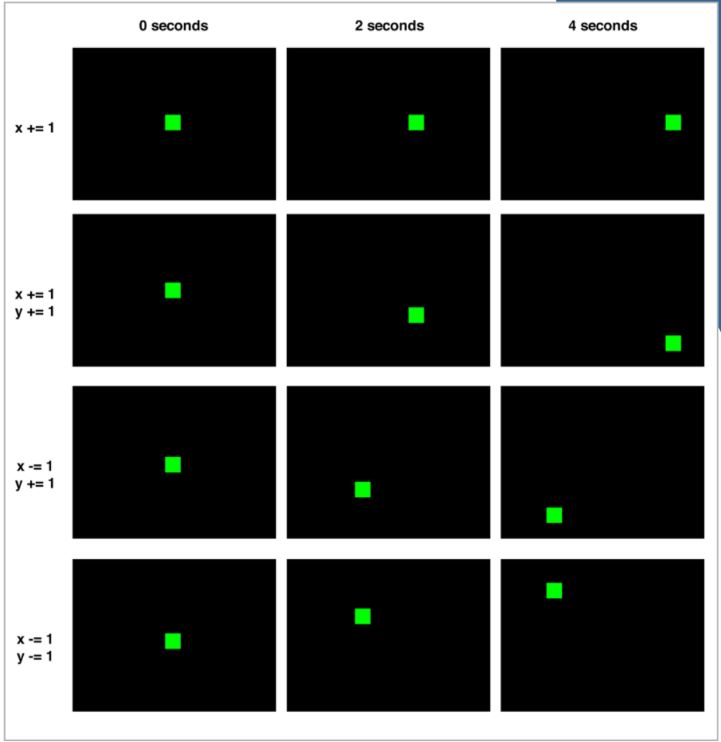 0 seconds 2 seconds 4 seconds
x += 1
x += 1
y += 1
x -= 1
y += 1
x -= 1
y -= 1